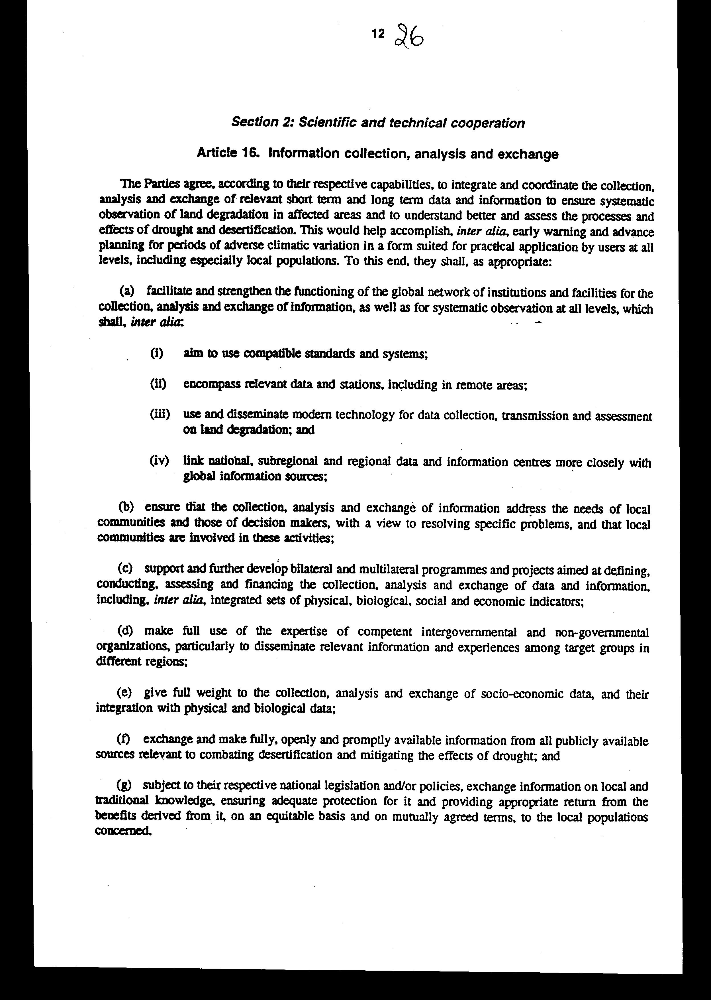 12 26
Section 2: Scientific and technical cooperation
Article 16. Information collection, analysis and exchange
The Parties agree, according to their respective capabilities, to integrate and coordinate the collection,
analysis and exchange of relevant short term and long term data and information to ensure systematic
observation of land degradation in affected areas and to understand better and assess the processes and
effects of drought and desertification. This would help accomplish, inter alia, early warning and advance
planning for periods of adverse climatic variation in a form suited for practical application by users at all
levels, including especially local populations. To this end, they shall, as appropriate:
(a) facilitate and strengthen the functioning of the global network of institutions and facilities for the
collection, analysis and exchange of information, as well as for systematic observation at all levels, which
shall, inter alia:
(i) aim to use compatible standards and systems;
(ii) encompass relevant data and stations, including in remote areas;
(iii) use and disseminate modern technology for data collection, transmission and assessment
on land degradation; and
(iv) link national, subregional and regional data and information centres more closely with
global information sources;
(b) ensure that the collection, analysis and exchange of information address the needs of local
communities and those of decision makers, with a view to resolving specific problems, and that local
communities are involved in these activities;
(c) support and further develop bilateral and multilateral programmes and projects aimed at defining,
conducting, assessing and financing the collection, analysis and exchange of data and information,
including, inter alia, integrated sets of physical, biological, social and economic indicators;
(d) make full use of the expertise of competent intergovernmental and non-governmental
organizations, particularly to disseminate relevant information and experiences among target groups in
different regions;
(e) give full weight to the collection, analysis and exchange of socio-economic data, and their
integration with physical and biological data;
(f) exchange and make fully, openly and promptly available information from all publicly available
sources relevant to combating desertification and mitigating the effects of drought; and
(g) subject to their respective national legislation and/or policies, exchange information on local and
traditional knowledge, ensuring adequate protection for it and providing appropriate return from the
benefits derived from it, on an equitable basis and on mutually agreed terms, to the local populations
concerned.